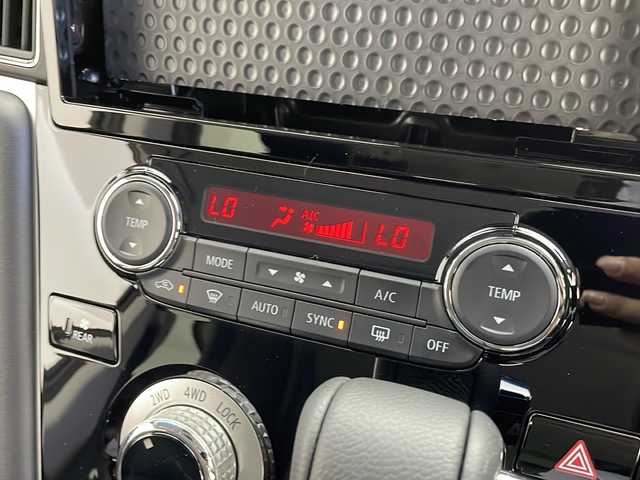 LO A/C LO
TEMP
MODE
A/C
TEMP
AUTO
SYNC
OFF
REAR
2WD 4WD LOCK